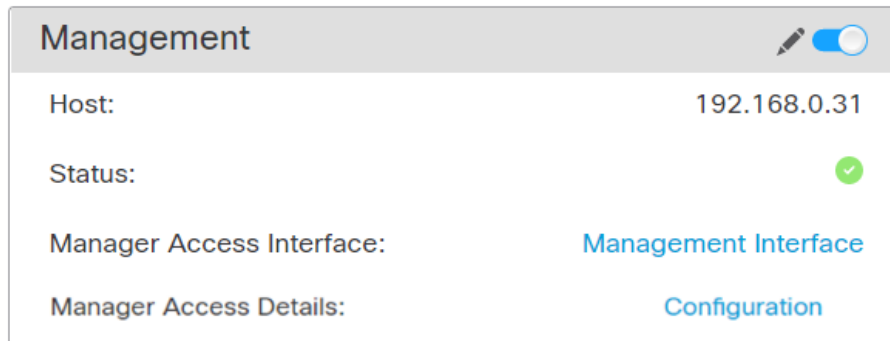 Management
Host: 192.168.0.31
Status:
Manager Access Interface: Management Interface
Manager Access Details: Configuration